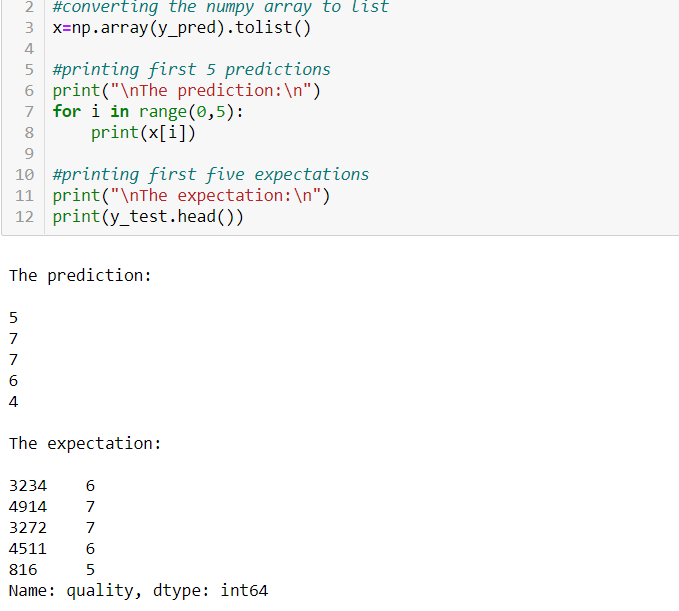 2 #converting the numpy array to list
3 x=np.array(y_pred).tolist()
4
5 #printing first 5 predictions
6 print("\nThe prediction:\n")
7 for i in range(0,5):
8     print(x[i])
9
10 #printing first five expectations
11 print("\nThe expectation:\n")
12 print(y_test.head())
The prediction:
5
7
7
6
4
The expectation:
3234    6
4914    7
3272    7
4511    6
816     5
Name: quality, dtype: int64